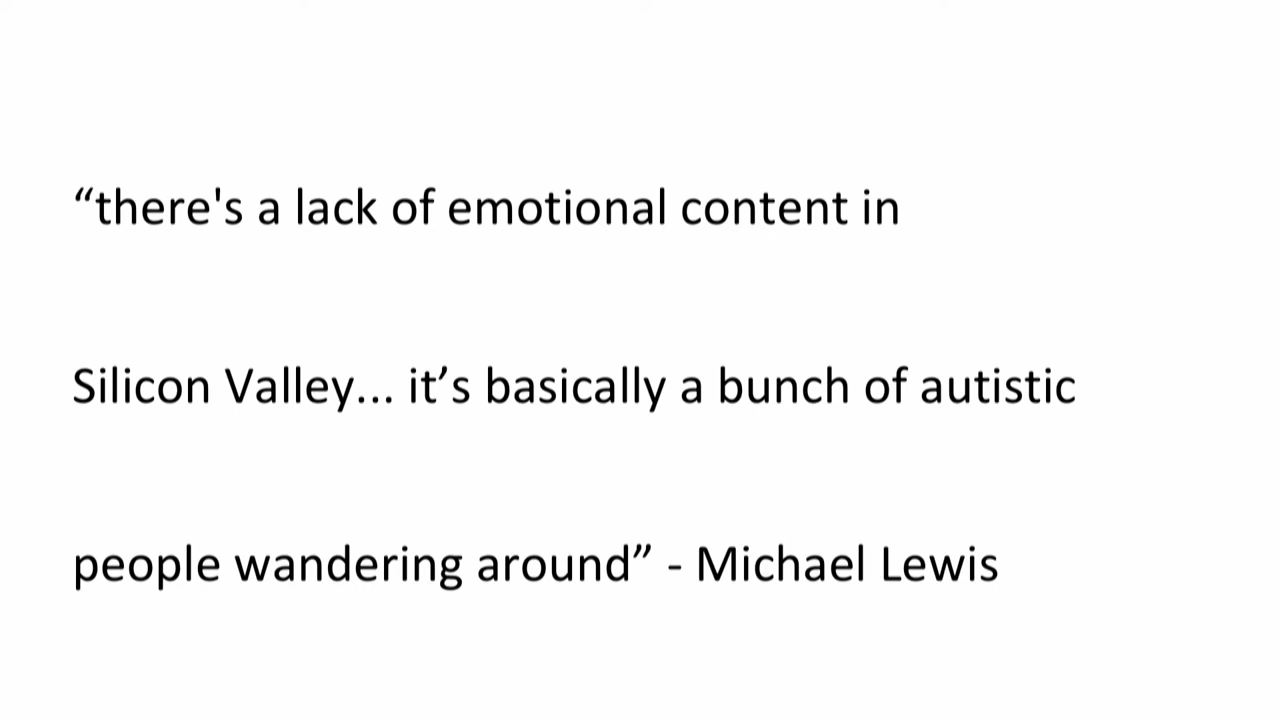 “there's a lack of emotional content in
Silicon Valley... it’s basically a bunch of autistic
people wandering around” - Michael Lewis